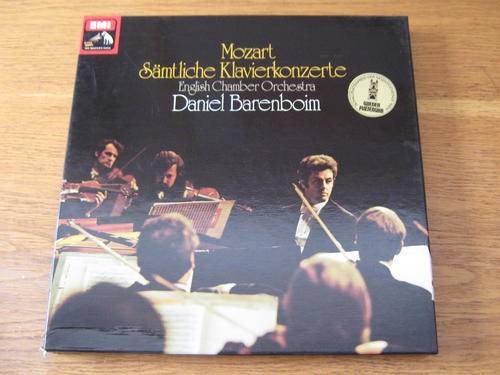 EMI
Mozart
Sämtliche Klavierkonzerte
English Chamber Orchestra
Daniel Barenboim